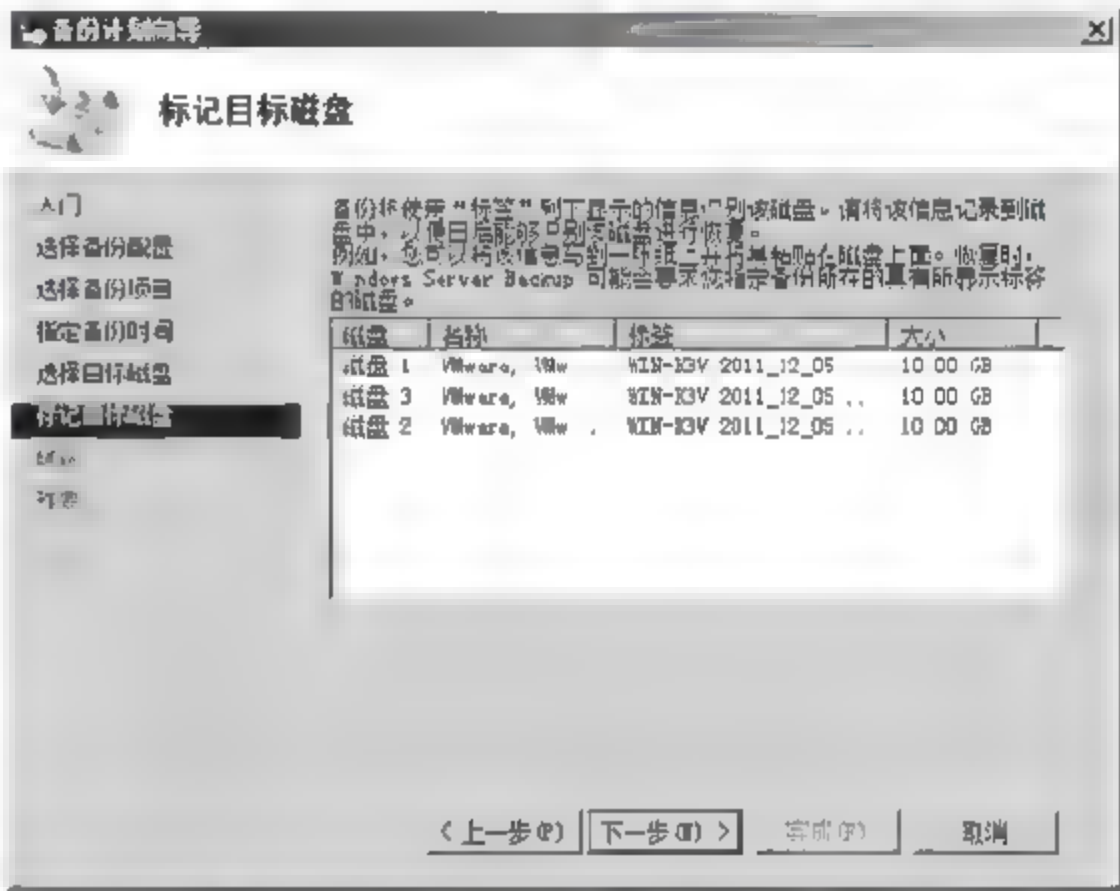 备份计划向导
标记目标磁盘
入门
选择备份配置
选择备份项目
指定备份时间
选择目标磁盘
标记目标磁盘
确认
摘要
备份将使用“标签”列下显示的信息识别该磁盘。请将该信息记录到磁
盘中，以便日后能够识别该磁盘进行恢复。
例如，您可以将该信息写到一张纸上并将其粘贴在磁盘上面。恢复时，
Windows Server Backup 可能会要求您指定备份所在的具有所显示标移
的磁盘。
磁盘 名称 标签 大小
磁盘 1 VMware, VMw WIN-K3V 2011_12_05 10.00 GB
磁盘 3 VMware, VMw WIN-K3V 2011_12_05 .. 10.00 GB
磁盘 2 VMware, VMw . WIN-K3V 2011_12_05 .. 10.00 GB
< 上一步(P) 下一步(N) > 完成(F) 取消